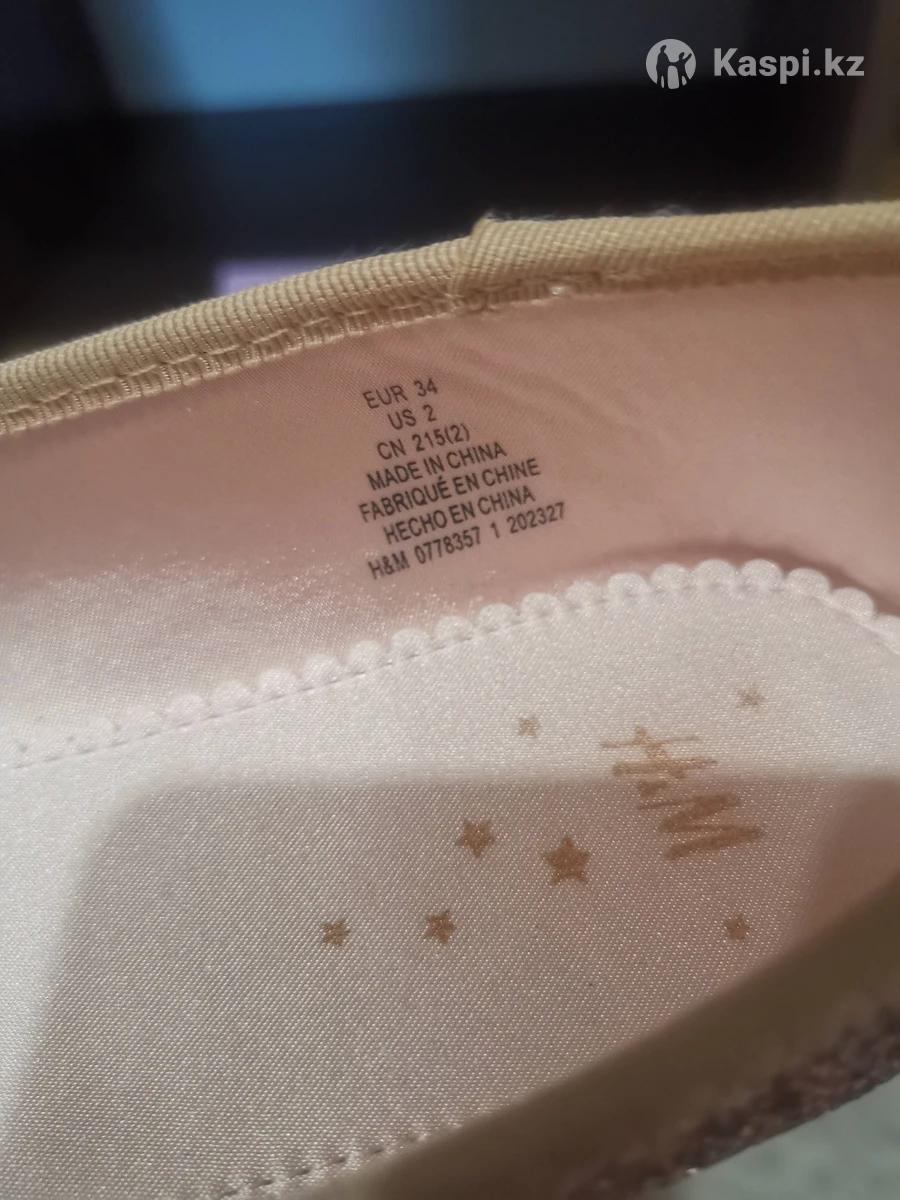 Kaspi.kz
EUR 34
US 2
CN 215(2)
MADE IN CHINA
FABRIQUÉ EN CHINE
HECHO EN CHINA
H&M 0778357 1 202327
H&M